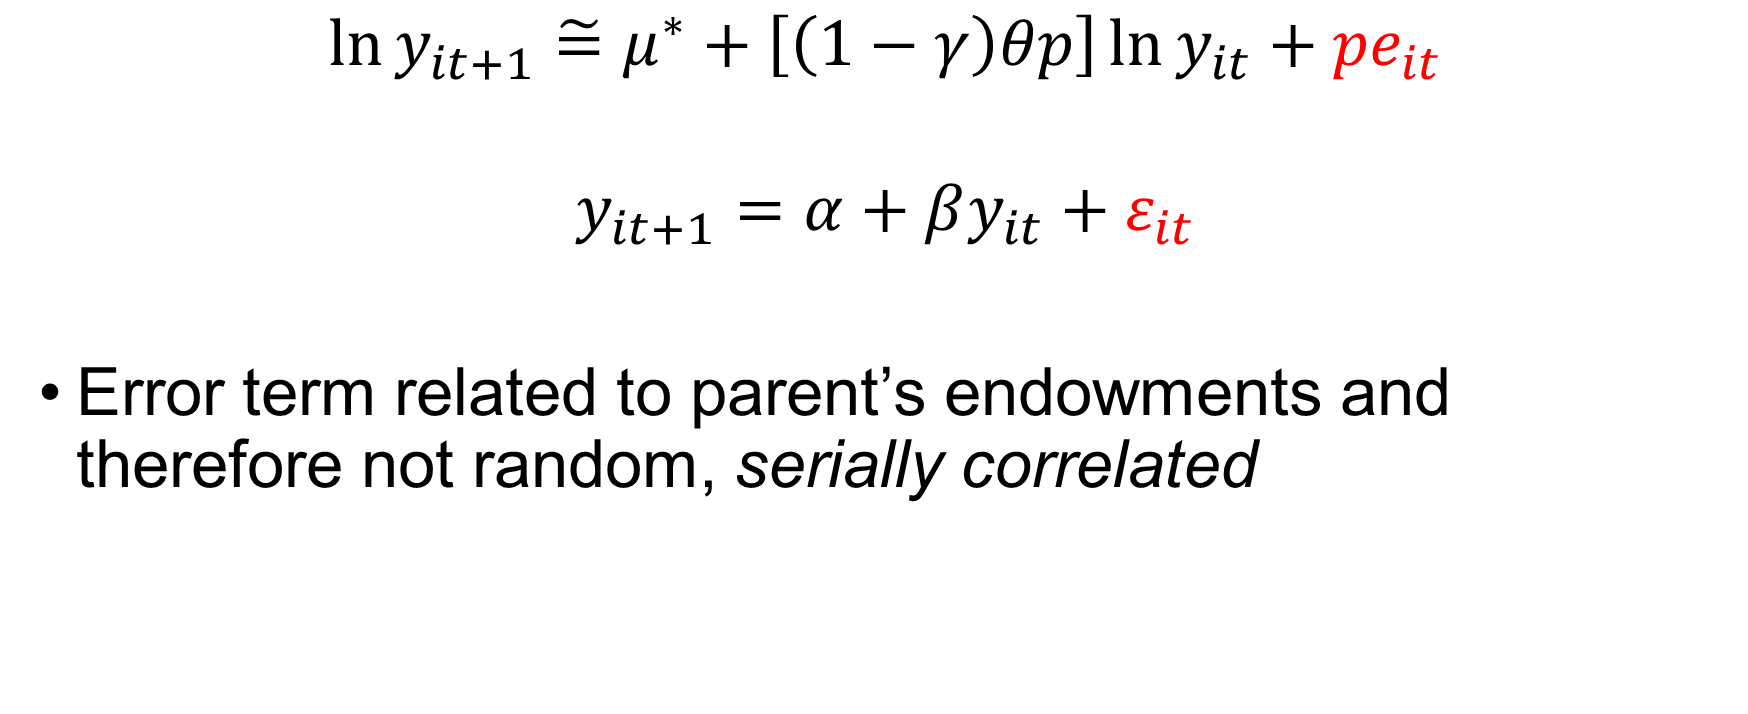 ln y_{it+1} ≅ μ* + [(1 − γ)θp] ln y_{it} + pe_{it}
y_{it+1} = α + βy_{it} + ε_{it}
• Error term related to parent’s endowments and
therefore not random, serially correlated